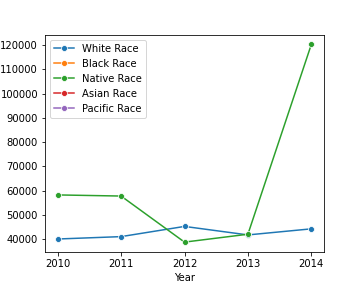 120000
110000
100000
90000
80000
70000
60000
50000
40000
White Race
Black Race
Native Race
Asian Race
Pacific Race
2010 2011 2012 2013 2014
Year